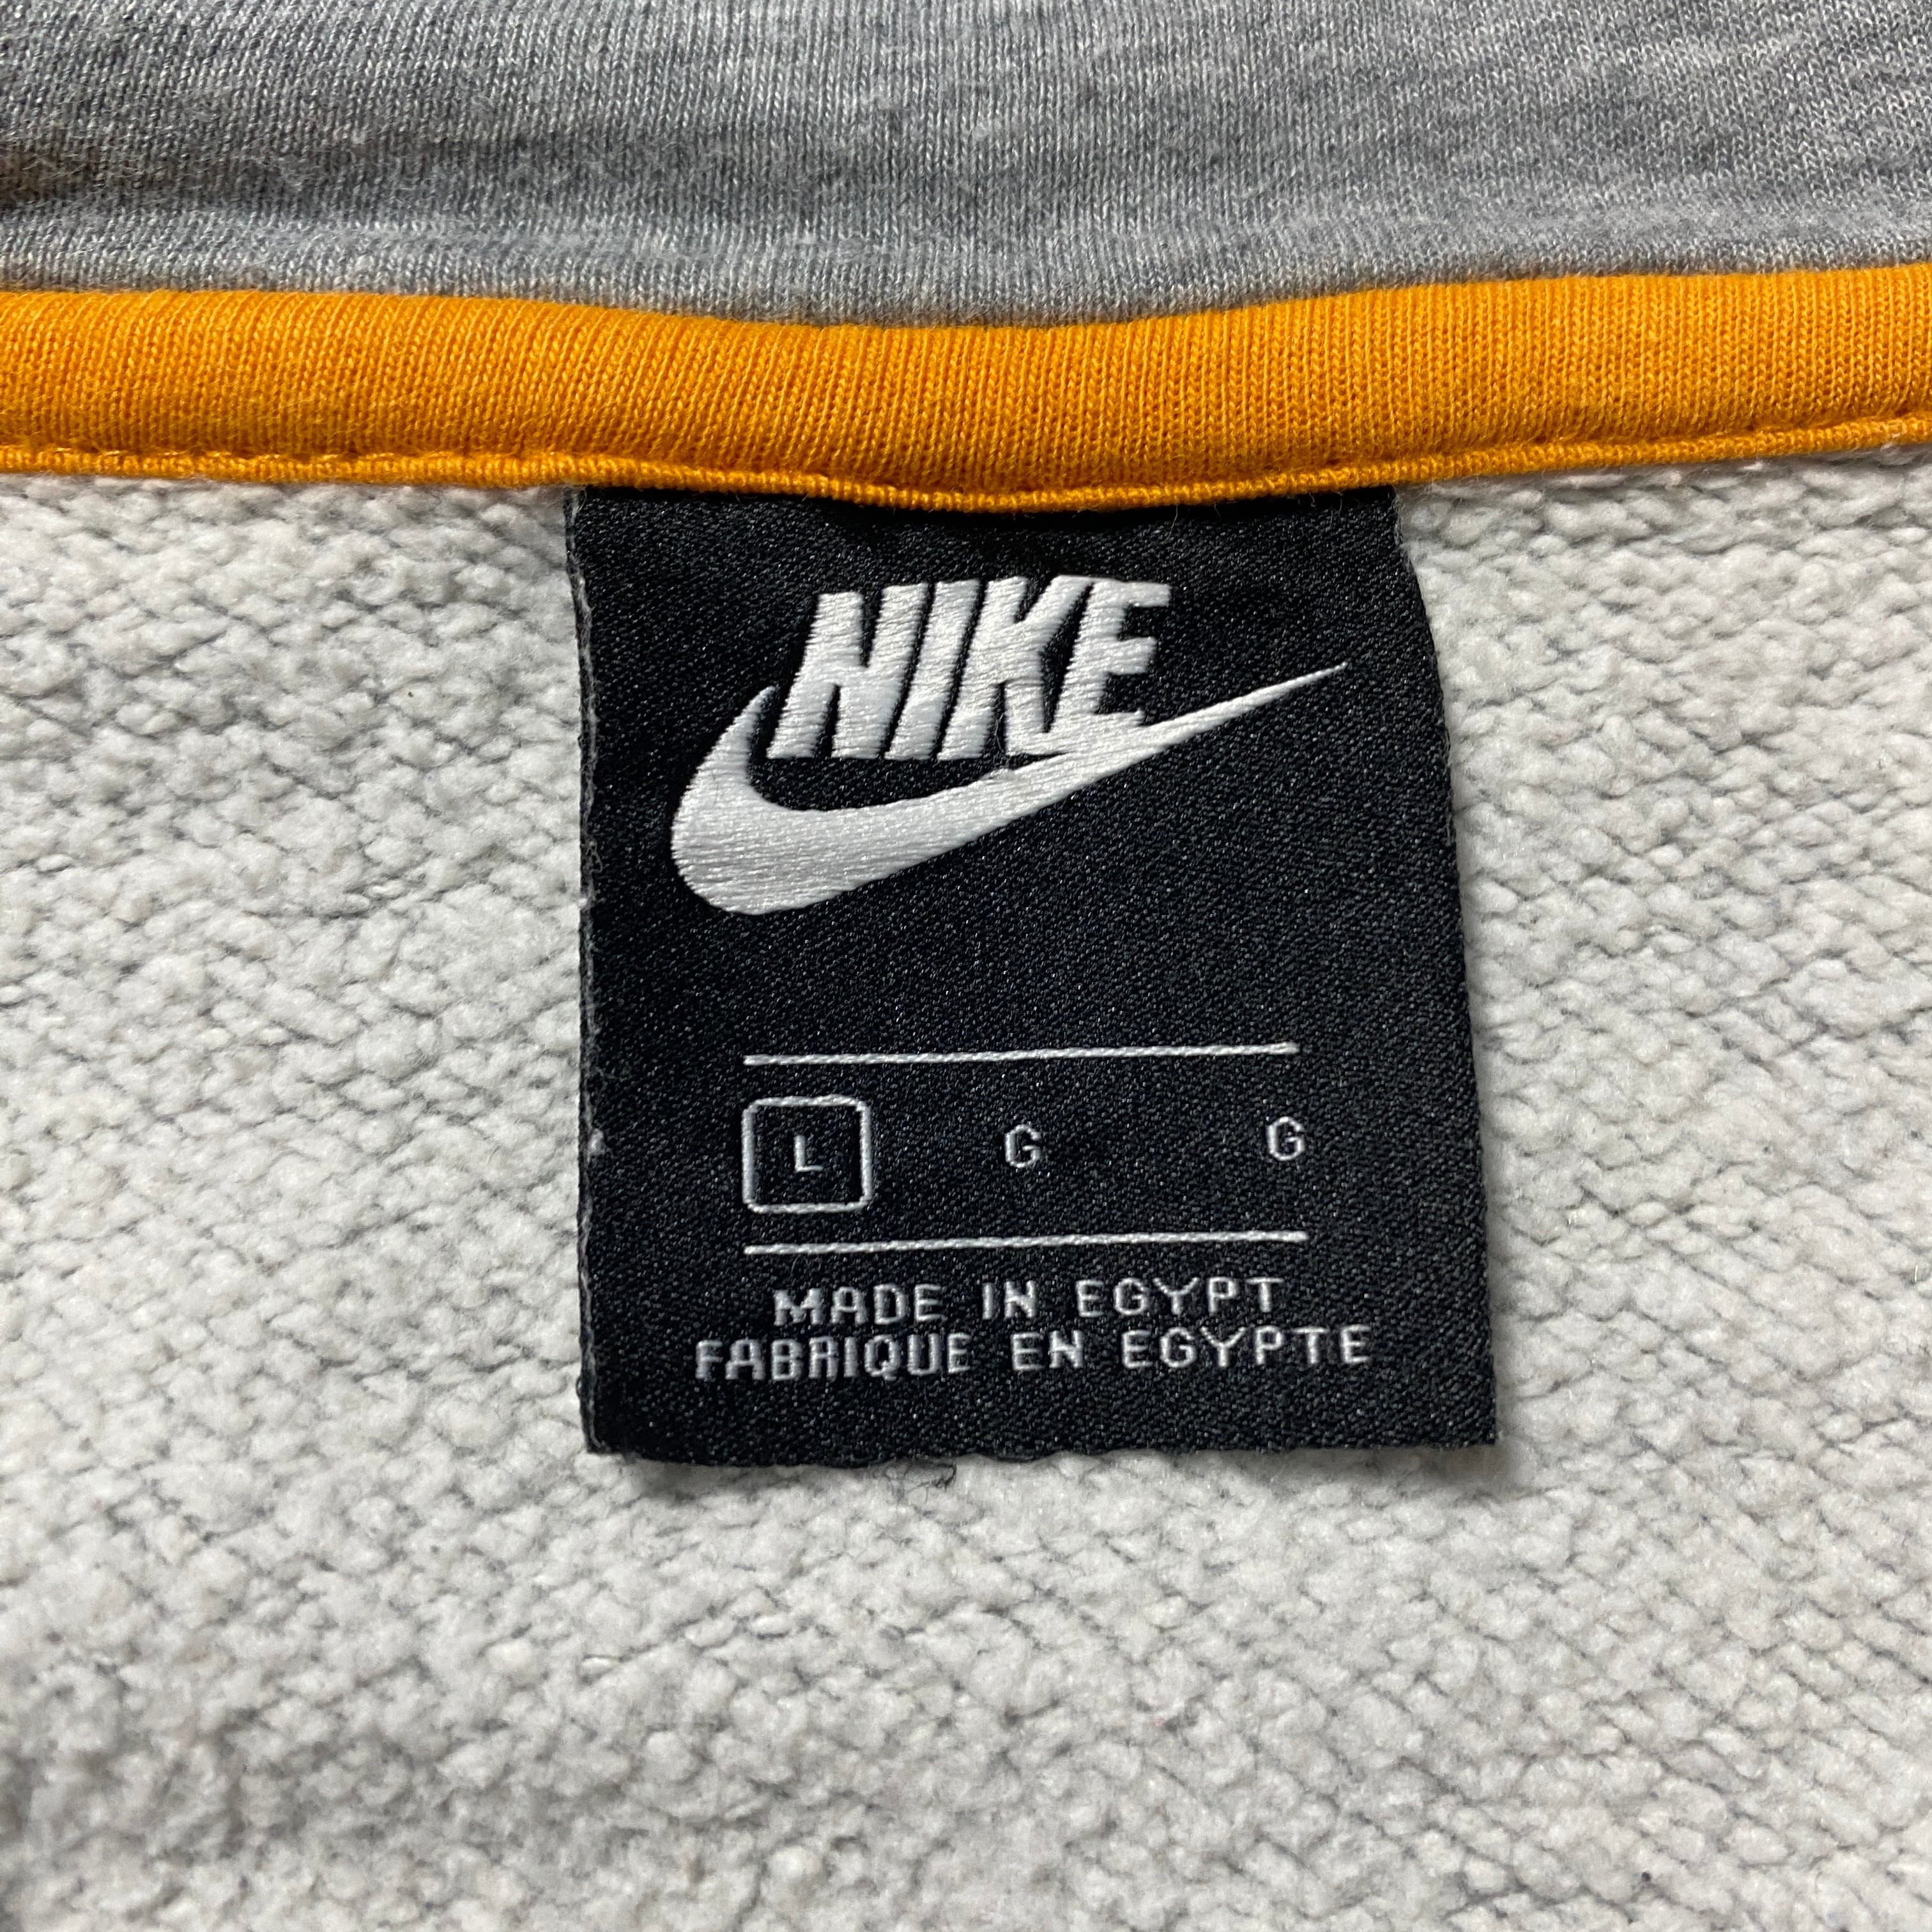 NIKE
L G G
MADE IN EGYPT
FABRIQUE EN EGYPTE